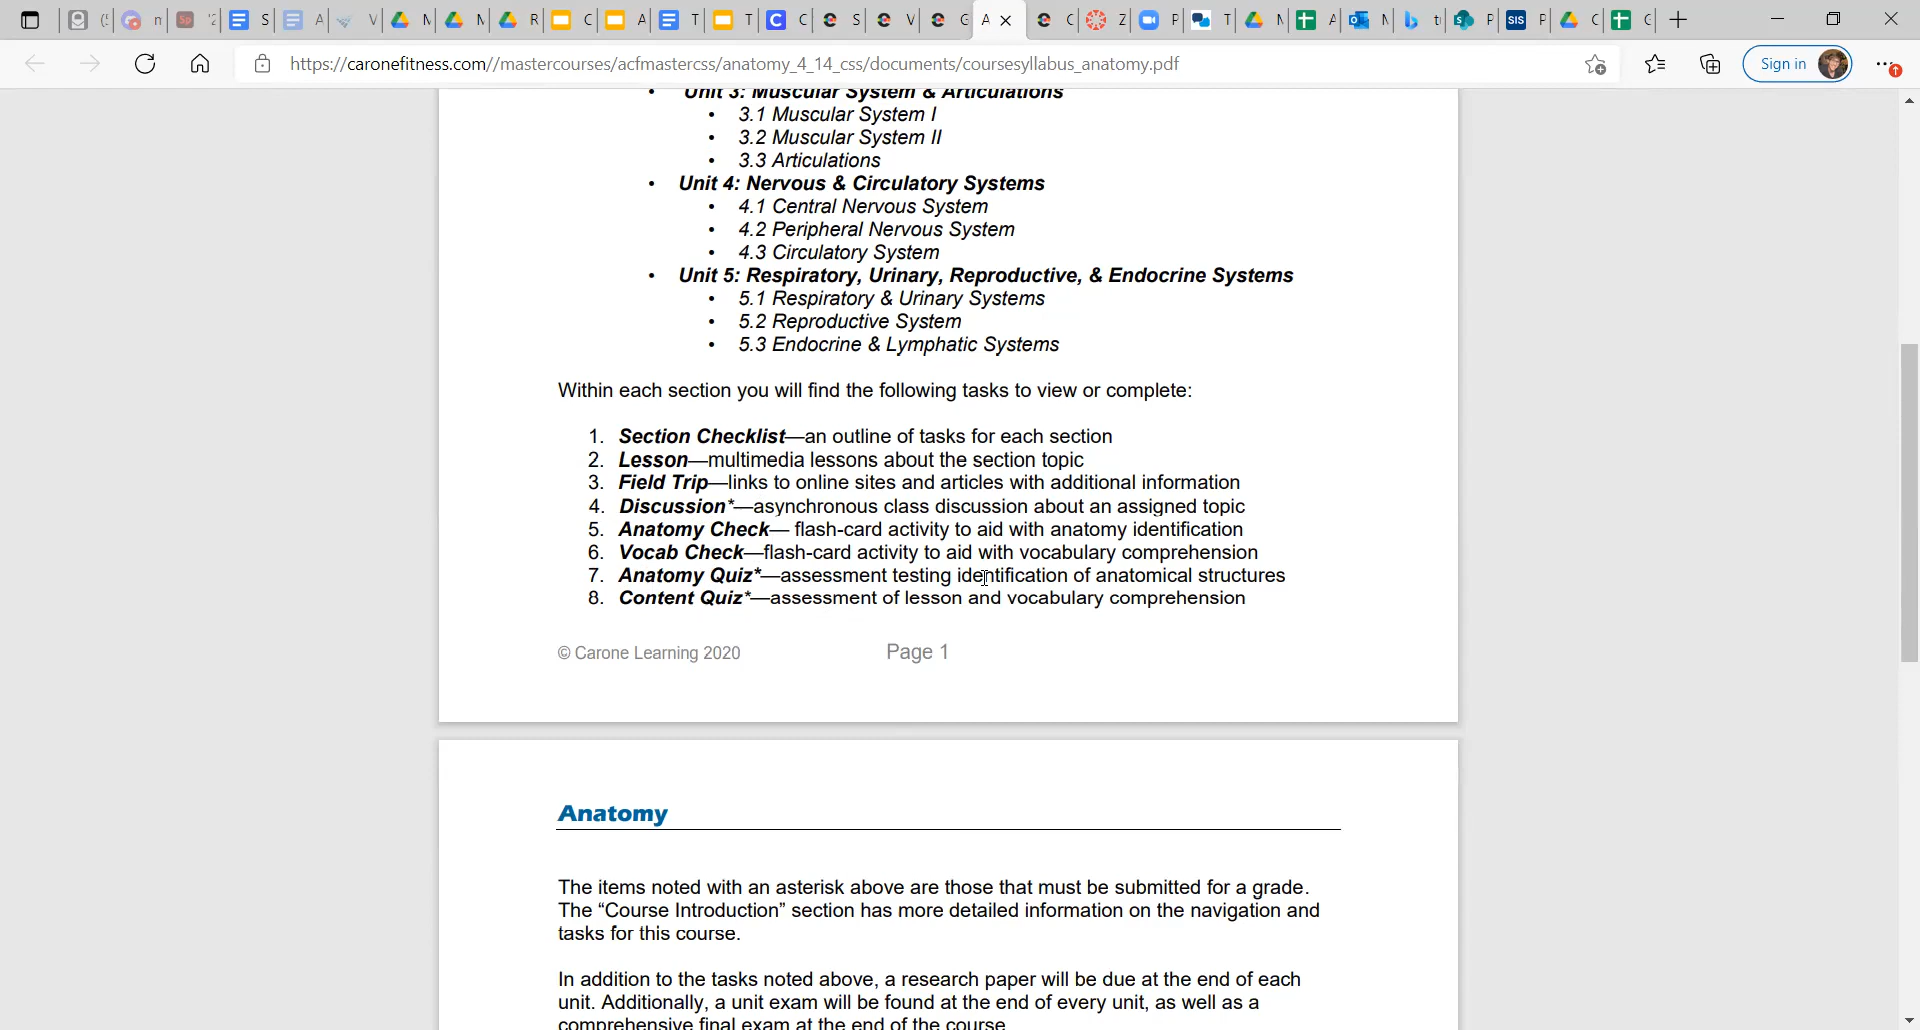 https://caronefitness.com//mastercourses/acfmastercss/anatomy_4_14_css/documents/coursesyllabus_anatomy.pdf
Sign in
• Unit 3: Muscular System & Articulations
• 3.1 Muscular System I
• 3.2 Muscular System II
• 3.3 Articulations
• Unit 4: Nervous & Circulatory Systems
• 4.1 Central Nervous System
• 4.2 Peripheral Nervous System
• 4.3 Circulatory System
• Unit 5: Respiratory, Urinary, Reproductive, & Endocrine Systems
• 5.1 Respiratory & Urinary Systems
• 5.2 Reproductive System
• 5.3 Endocrine & Lymphatic Systems
Within each section you will find the following tasks to view or complete:
1. Section Checklist—an outline of tasks for each section
2. Lesson—multimedia lessons about the section topic
3. Field Trip—links to online sites and articles with additional information
4. Discussion*—asynchronous class discussion about an assigned topic
5. Anatomy Check— flash-card activity to aid with anatomy identification
6. Vocab Check—flash-card activity to aid with vocabulary comprehension
7. Anatomy Quiz*—assessment testing identification of anatomical structures
8. Content Quiz*—assessment of lesson and vocabulary comprehension
© Carone Learning 2020 Page 1
Anatomy
The items noted with an asterisk above are those that must be submitted for a grade.
The “Course Introduction” section has more detailed information on the navigation and
tasks for this course.
In addition to the tasks noted above, a research paper will be due at the end of each
unit. Additionally, a unit exam will be found at the end of every unit, as well as a
comprehensive final exam at the end of the course